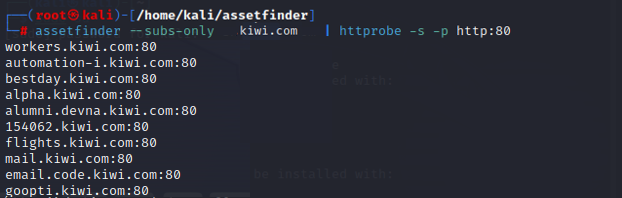 (root㉿kali)-[/home/kali/assetfinder]
# assetfinder --subs-only kiwi.com | httprobe -s -p http:80
workers.kiwi.com:80
automation-i.kiwi.com:80
bestday.kiwi.com:80
alpha.kiwi.com:80
alumni.devna.kiwi.com:80
154062.kiwi.com:80
flights.kiwi.com:80
mail.kiwi.com:80
email.code.kiwi.com:80
goopti.kiwi.com:80